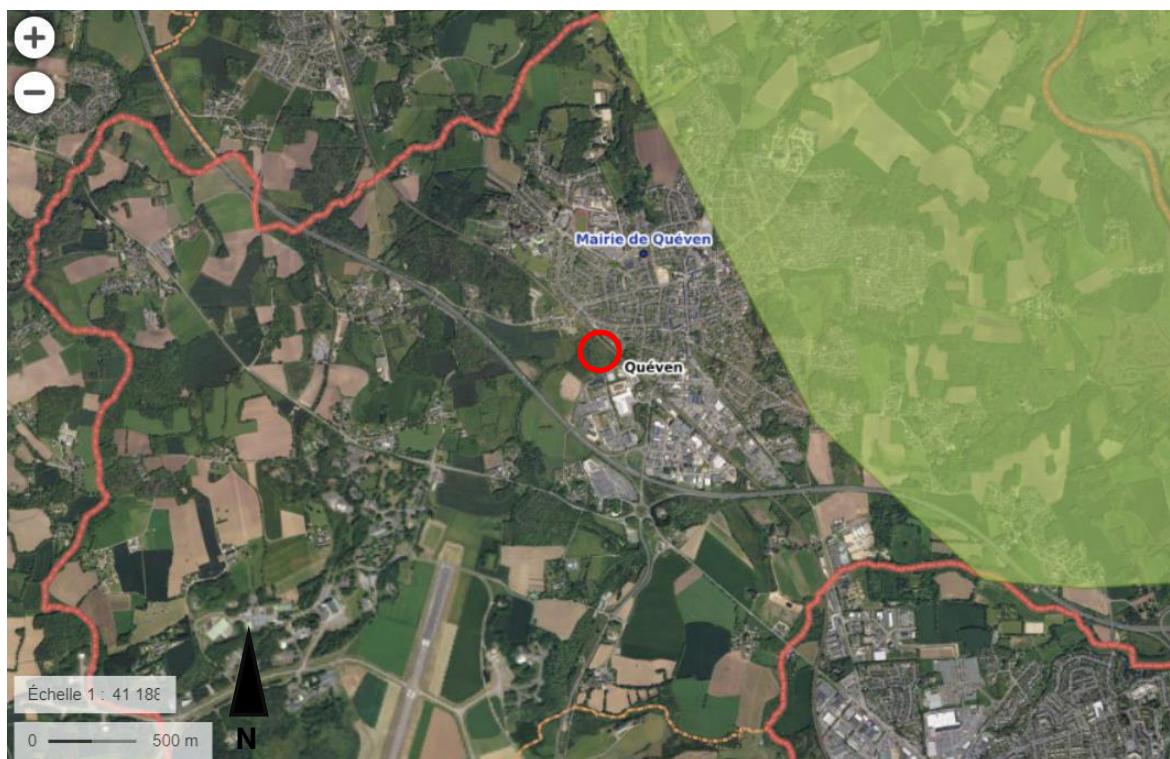 +
−
Mairie de Quéven
Quéven
Échelle 1 : 41 188
0 500 m
N